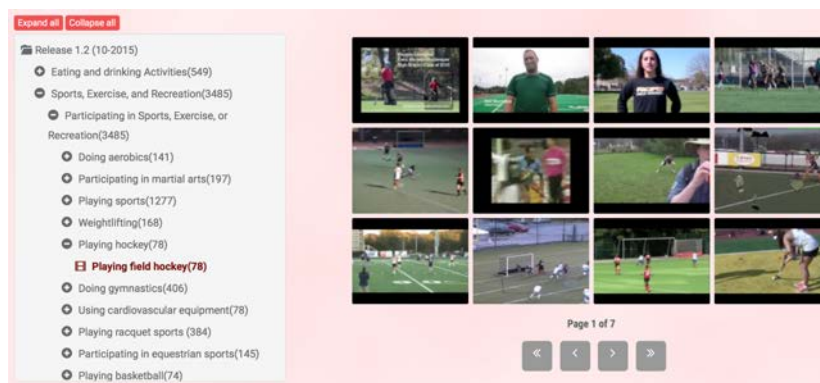 Expand all Collapse all
Release 1.2 (10-2015)
Eating and drinking Activities(549)
Sports, Exercise, and Recreation(3485)
Participating in Sports, Exercise, or
Recreation(3485)
Doing aerobics(141)
Participating in martial arts(197)
Playing sports(1277)
Weightlifting(168)
Playing hockey(78)
Playing field hockey(78)
Doing gymnastics(406)
Using cardiovascular equipment(78)
Playing racquet sports (384)
Participating in equestrian sports(145)
Playing basketball(74)
Page 1 of 7